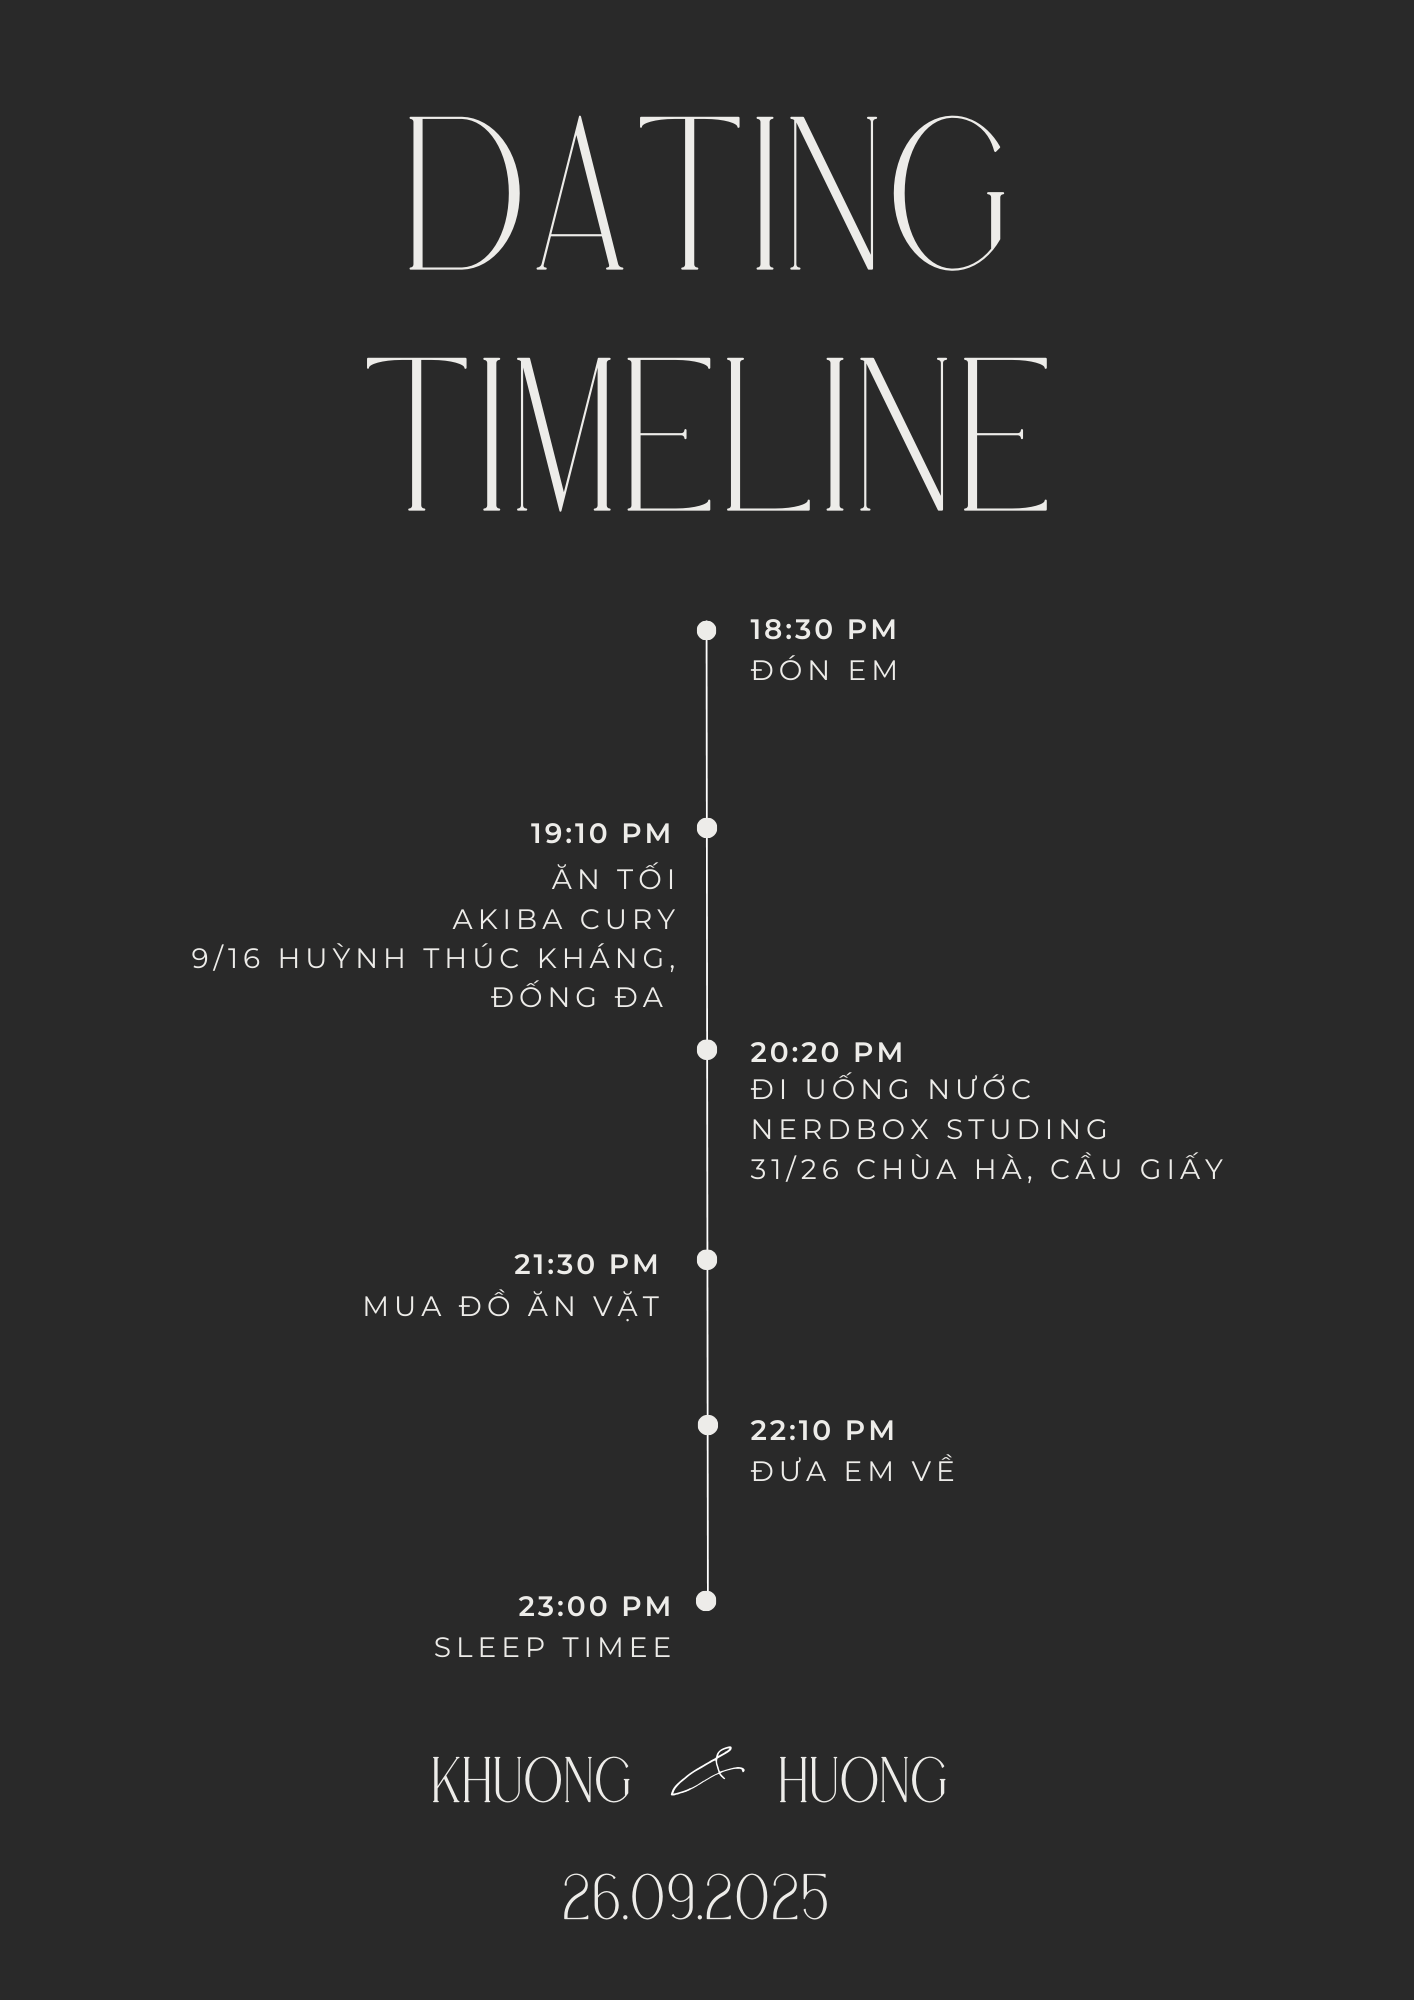 DATING
TIMELINE
18:30 PM
ĐÓN EM
19:10 PM
ĂN TỐI
AKIBA CURY
9/16 HUỲNH THÚC KHÁNG,
ĐỐNG ĐA
20:20 PM
ĐI UỐNG NƯỚC
NERDBOX STUDING
31/26 CHÙA HÀ, CẦU GIẤY
21:30 PM
MUA ĐỒ ĂN VẶT
22:10 PM
ĐƯA EM VỀ
23:00 PM
SLEEP TIMEE
KHUONG & HUONG
26.09.2025